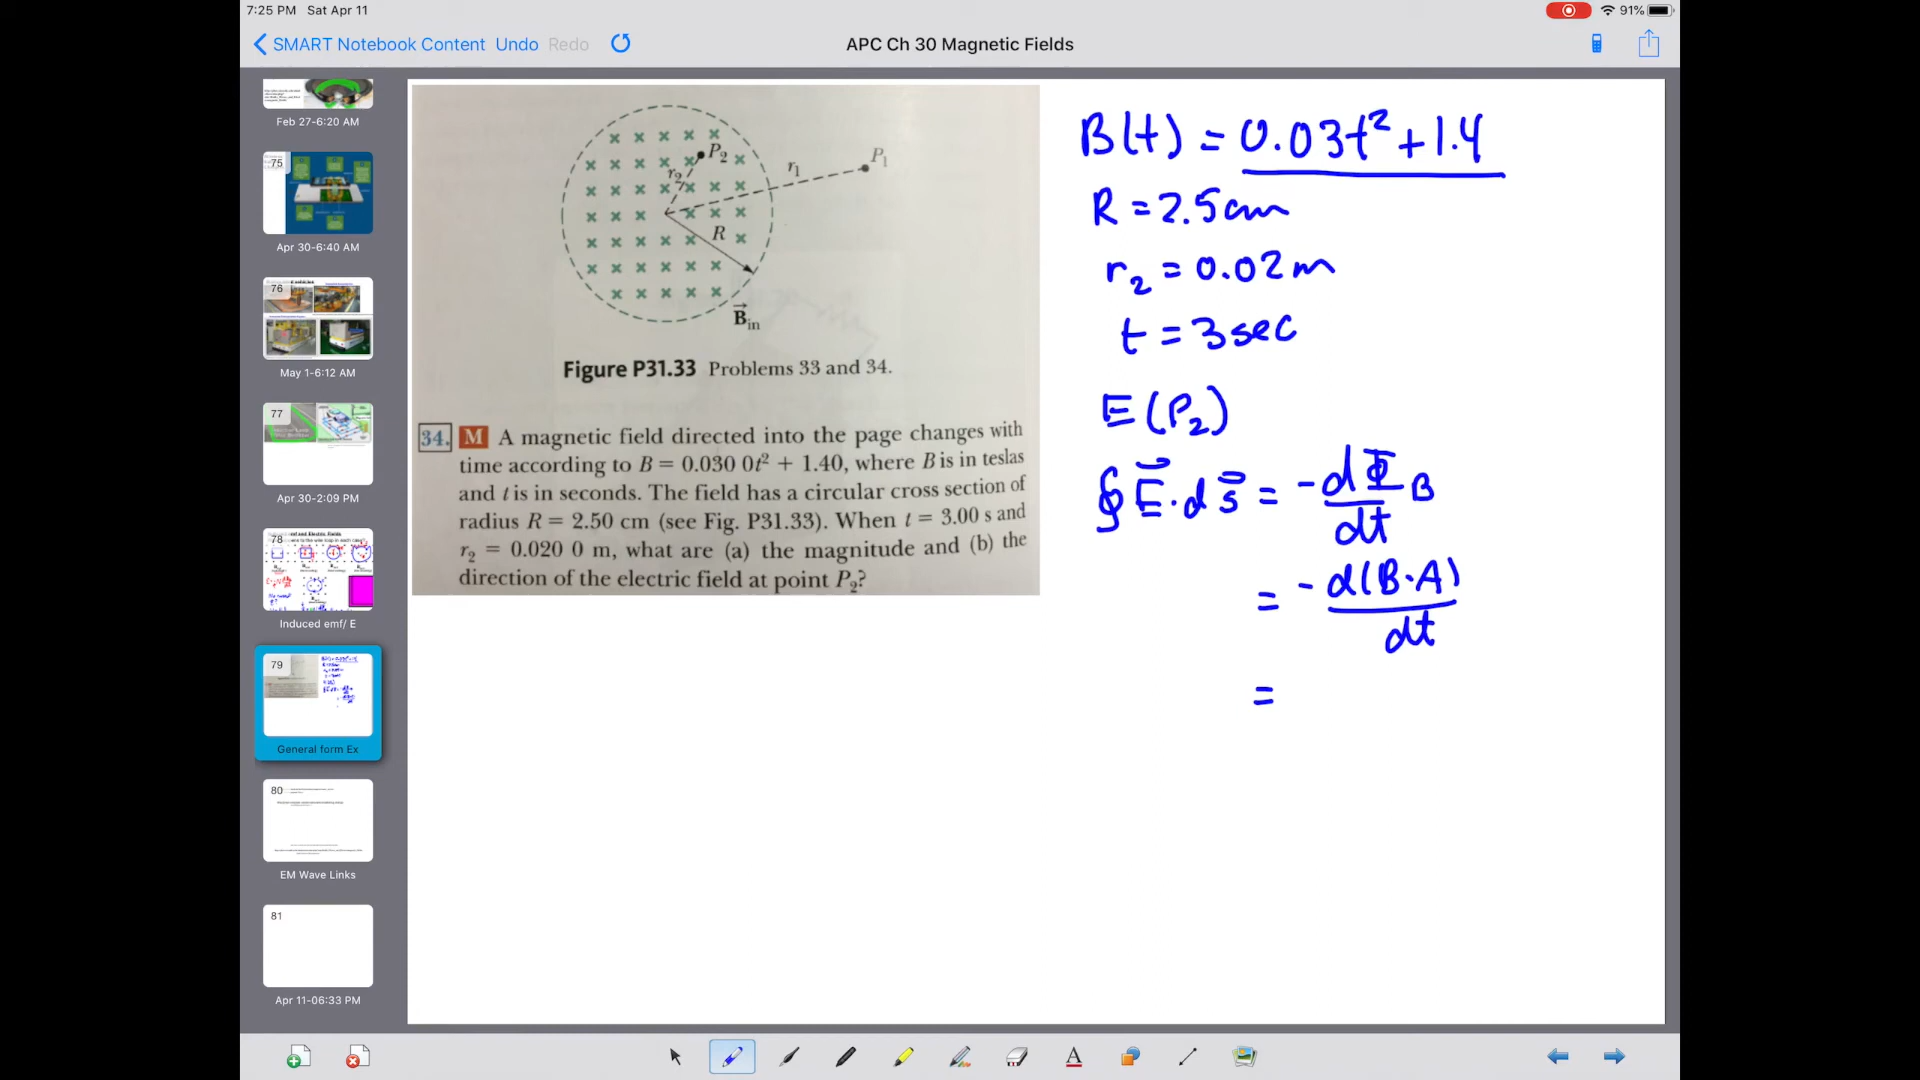 7:25 PM Sat Apr 11
91%
SMART Notebook Content Undo Redo
APC Ch 30 Magnetic Fields
Feb 27-6:20 AM
75
Apr 30-6:40 AM
76
May 1-6:12 AM
77
Apr 30-2:09 PM
78
Induced emf/ E
79
General form Ex
80
EM Wave Links
81
Apr 11-06:33 PM
P₂
r₂
r₁
P₁
R
B⃗in
Figure P31.33 Problems 33 and 34.
34. M A magnetic field directed into the page changes with
time according to B = 0.030 0t² + 1.40, where B is in teslas
and t is in seconds. The field has a circular cross section of
radius R = 2.50 cm (see Fig. P31.33). When t = 3.00 s and
r₂ = 0.020 0 m, what are (a) the magnitude and (b) the
direction of the electric field at point P₂?
B(t) = 0.03t² + 1.4
R = 2.5cm
r₂ = 0.02m
t = 3sec
E(P₂)
∮E⃗·ds⃗ = -dΦB/dt
= -d(B·A)/dt
=